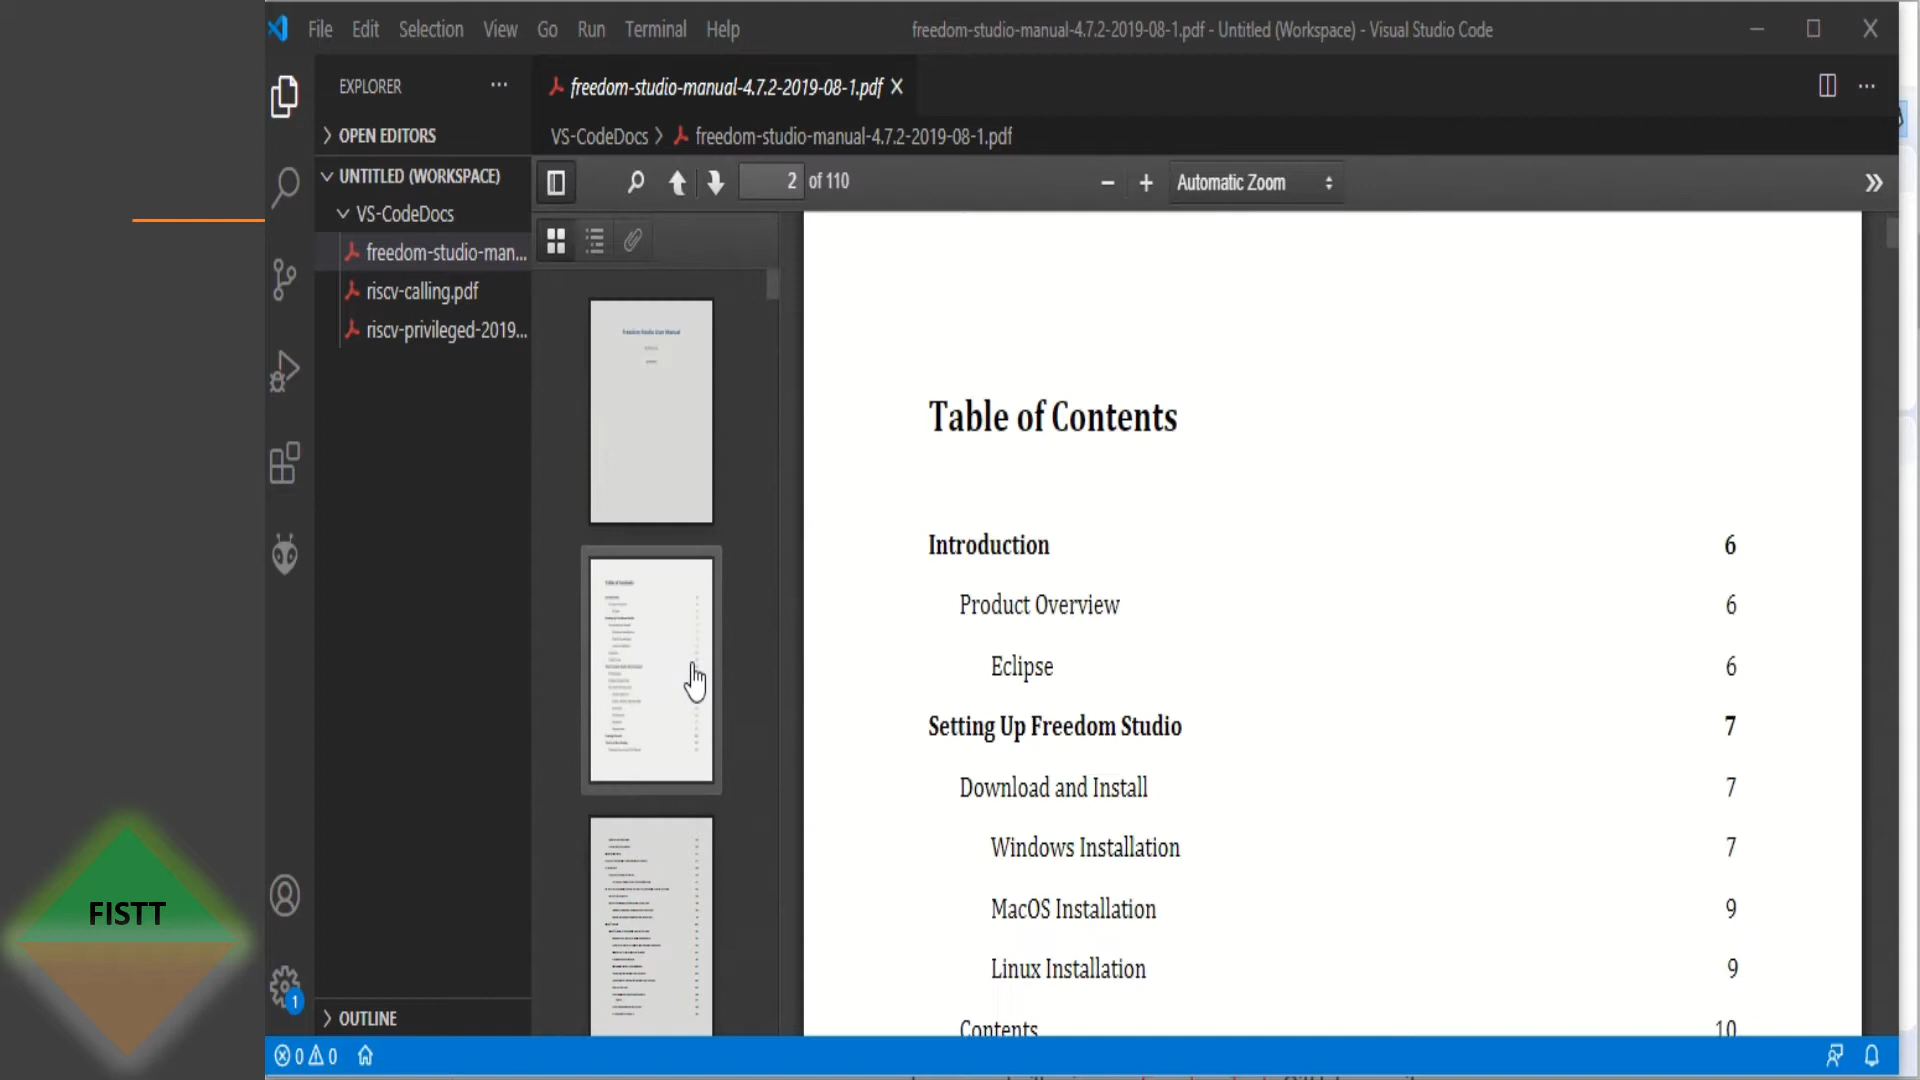 File Edit Selection View Go Run Terminal Help
freedom-studio-manual-4.7.2-2019-08-1.pdf - Untitled (Workspace) - Visual Studio Code
EXPLORER
freedom-studio-manual-4.7.2-2019-08-1.pdf
OPEN EDITORS
VS-CodeDocs > freedom-studio-manual-4.7.2-2019-08-1.pdf
UNTITLED (WORKSPACE)
2 of 110
Automatic Zoom
VS-CodeDocs
freedom-studio-man...
riscv-calling.pdf
riscv-privileged-2019...
Freedom Studio User Manual
Table of Contents
Introduction 6
Product Overview 6
Eclipse 6
Setting Up Freedom Studio 7
Download and Install 7
Windows Installation 7
MacOS Installation 9
Linux Installation 9
Contents 10
FISTT
1
OUTLINE
0 0